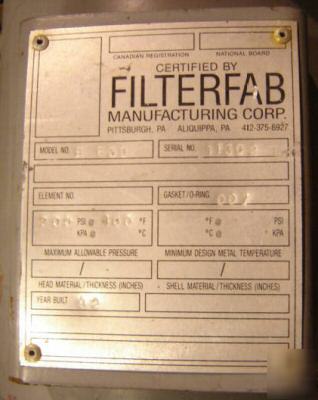 CANADIAN REGISTRATION NATIONAL BOARD
CERTIFIED BY
FILTERFAB
MANUFACTURING CORP.
PITTSBURGH, PA ALIQUIPPA, PA 412-375-6927
MODEL NO. SERIAL NO.
ELEMENT NO. GASKET/O-RING
PSI @ 400 °F °F @ PSI
KPA @ °C °C @ KPA
MAXIMUM ALLOWABLE PRESSURE MINIMUM DESIGN METAL TEMPERATURE
/ /
HEAD MATERIAL/THICKNESS (INCHES) SHELL MATERIAL/THICKNESS (INCHES)
YEAR BUILT